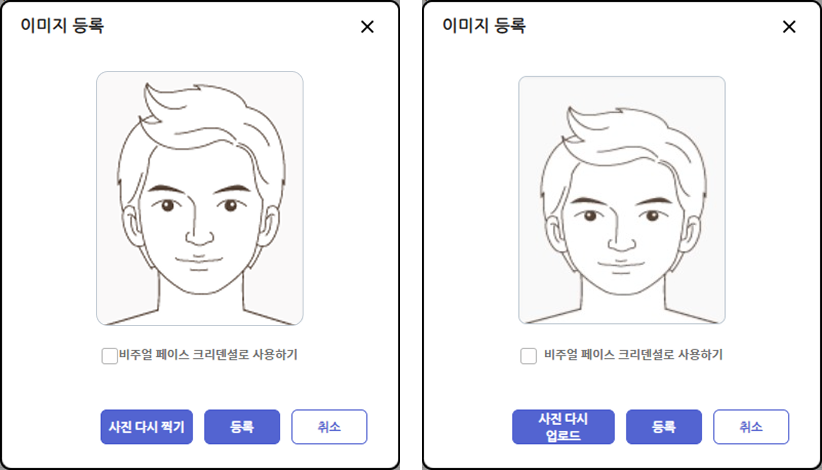 이미지 등록
비주얼 페이스 크리덴셜로 사용하기
사진 다시 찍기
등록
취소
이미지 등록
비주얼 페이스 크리덴셜로 사용하기
사진 다시
업로드
등록
취소